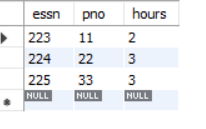 essn pno hours
223 11 2
224 22 3
225 33 3
NULL NULL NULL